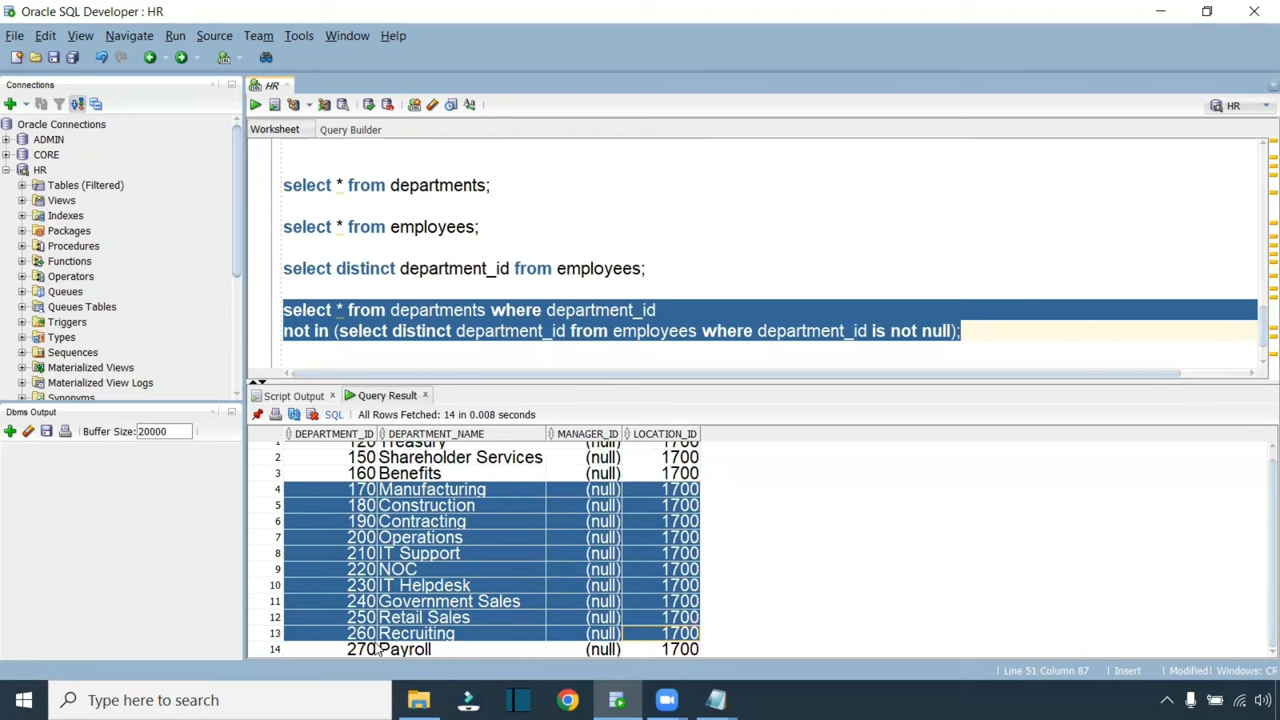 Oracle SQL Developer : HR
File Edit View Navigate Run Source Team Tools Window Help
Connections
Oracle Connections
ADMIN
CORE
HR
Tables (Filtered)
Views
Indexes
Packages
Procedures
Functions
Operators
Queues
Queues Tables
Triggers
Types
Sequences
Materialized Views
Materialized View Logs
Synonyms
Dbms Output
Buffer Size: 20000
HR
HR
Worksheet Query Builder
select * from departments;
select * from employees;
select distinct department_id from employees;
select * from departments where department_id
not in (select distinct department_id from employees where department_id is not null);
Script Output Query Result
SQL All Rows Fetched: 14 in 0.008 seconds
DEPARTMENT_ID DEPARTMENT_NAME MANAGER_ID LOCATION_ID
1 120 Treasury (null) 1700
2 150 Shareholder Services (null) 1700
3 160 Benefits (null) 1700
4 170 Manufacturing (null) 1700
5 180 Construction (null) 1700
6 190 Contracting (null) 1700
7 200 Operations (null) 1700
8 210 IT Support (null) 1700
9 220 NOC (null) 1700
10 230 IT Helpdesk (null) 1700
11 240 Government Sales (null) 1700
12 250 Retail Sales (null) 1700
13 260 Recruiting (null) 1700
14 270 Payroll (null) 1700
Line 51 Column 87 Insert Modified Windows: CR
Type here to search